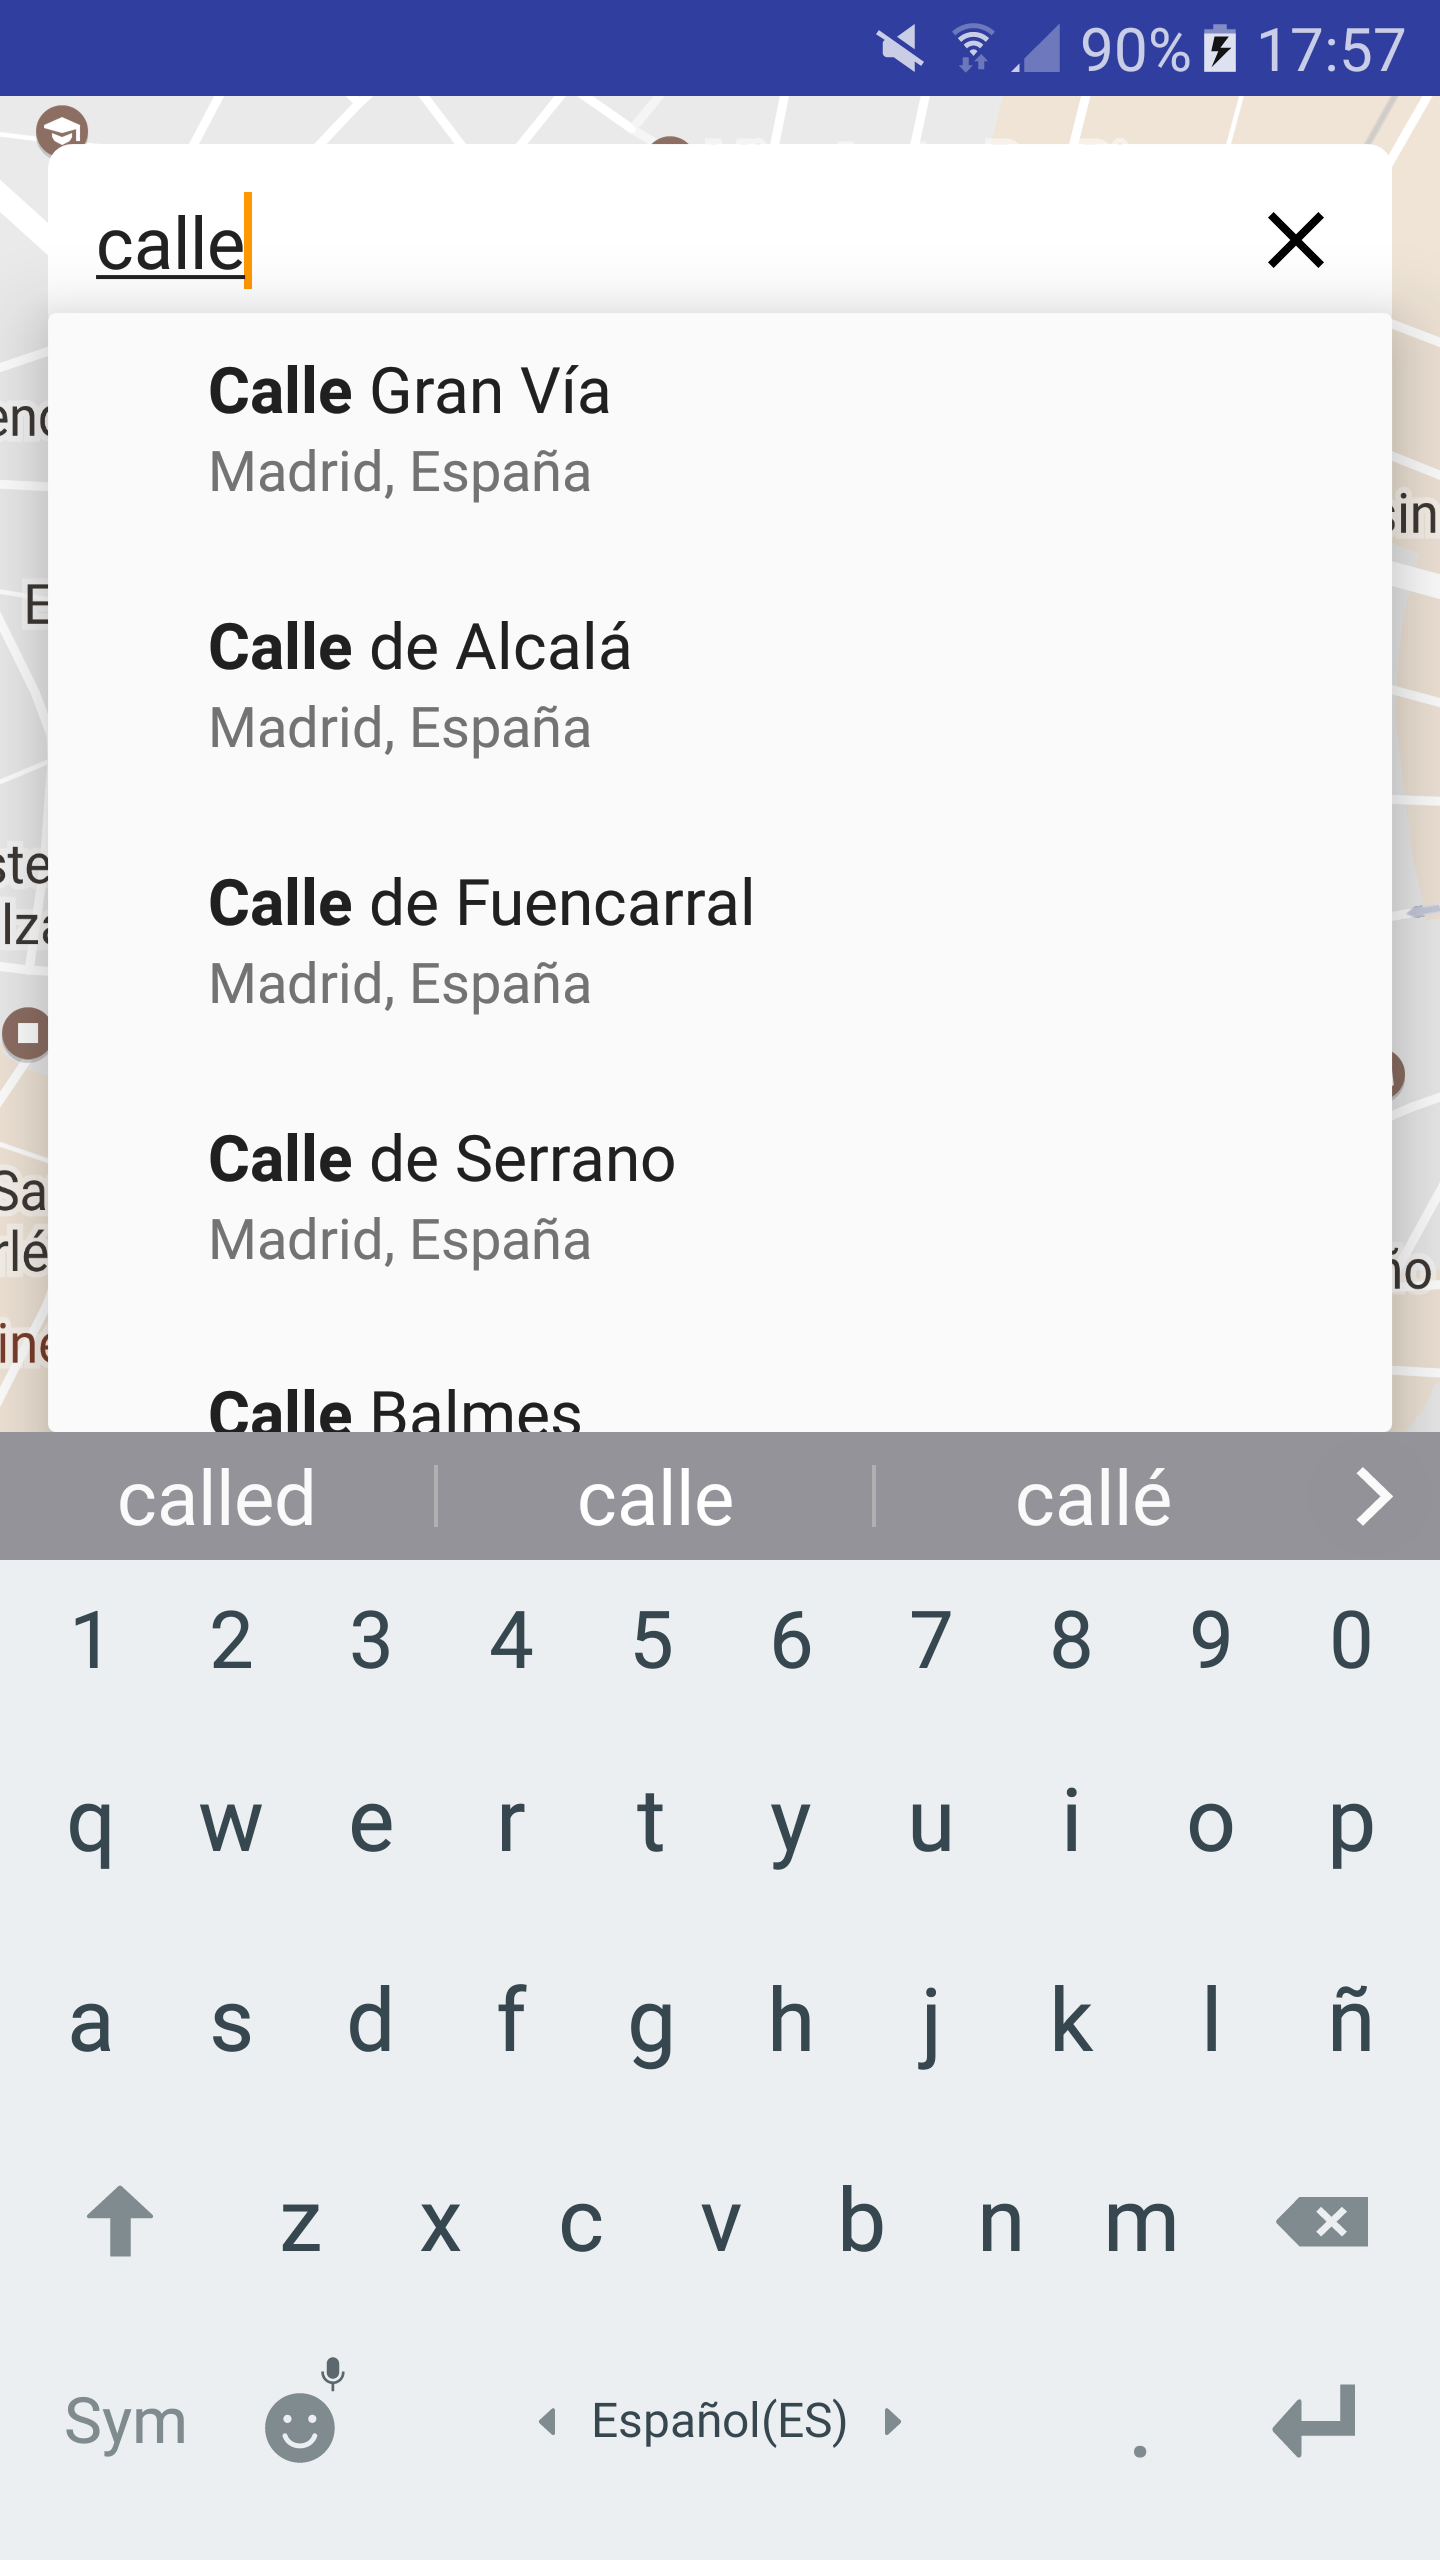 90% 17:57
calle
Calle Gran Vía
Madrid, España
Calle de Alcalá
Madrid, España
Calle de Fuencarral
Madrid, España
Calle de Serrano
Madrid, España
Calle Balmes
called calle callé
1 2 3 4 5 6 7 8 9 0
q w e r t y u i o p
a s d f g h j k l ñ
z x c v b n m
Sym Español(ES) .